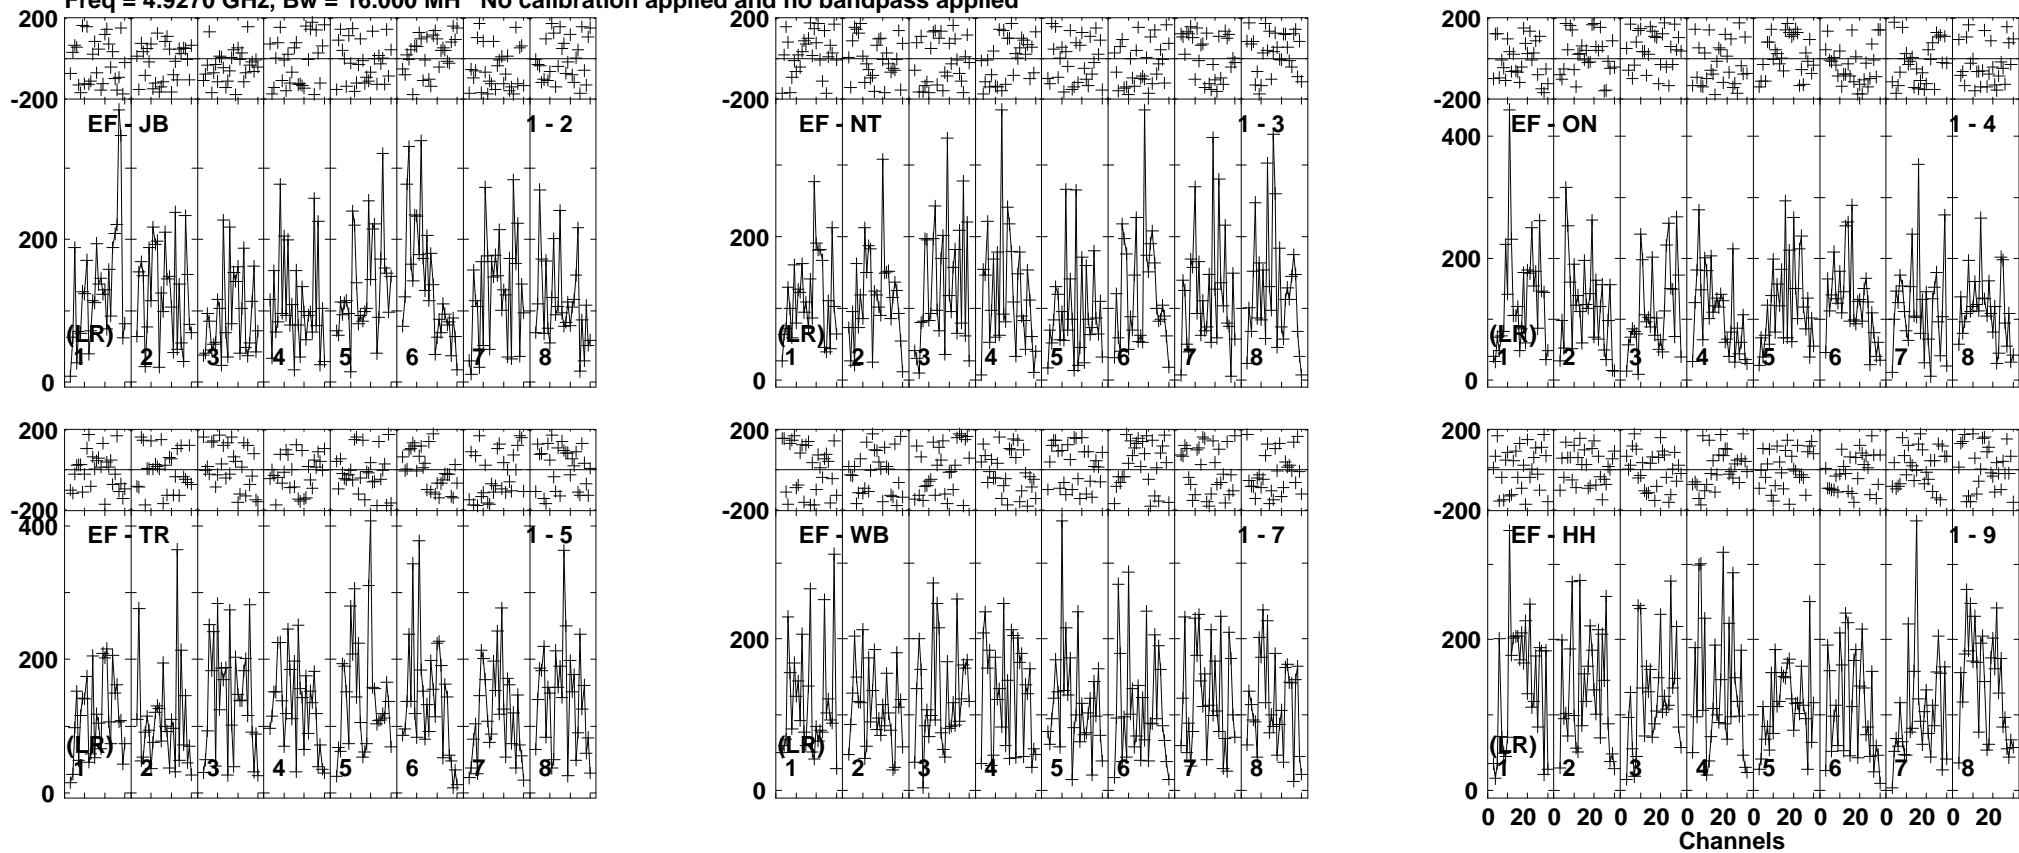 Freq = 4.9270 GHz, Bw = 16.000 MH No calibration applied and no bandpass applied
200
-200
EF - JB 1 - 2
200
(LR)
1 2 3 4 5 6 7 8
0
200
-200
EF - NT 1 - 3
200
(LR)
1 2 3 4 5 6 7 8
0
200
-200
400
EF - ON 1 - 4
200
(LR)
1 2 3 4 5 6 7 8
0
200
-200
400
EF - TR 1 - 5
200
(LR)
1 2 3 4 5 6 7 8
0
200
-200
EF - WB 1 - 7
200
(LR)
1 2 3 4 5 6 7 8
0
200
-200
EF - HH 1 - 9
200
(LR)
1 2 3 4 5 6 7 8
0
0 20 0 20 0 20 0 20 0 20 0 20 0 20 0 20
Channels